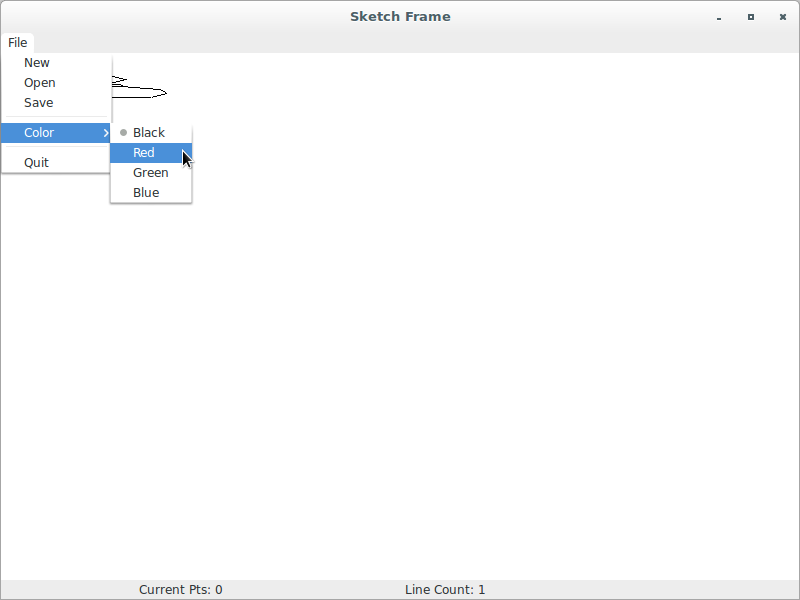 Sketch Frame
File
New
Open
Save
Color
Black
Red
Green
Blue
Quit
Current Pts: 0
Line Count: 1